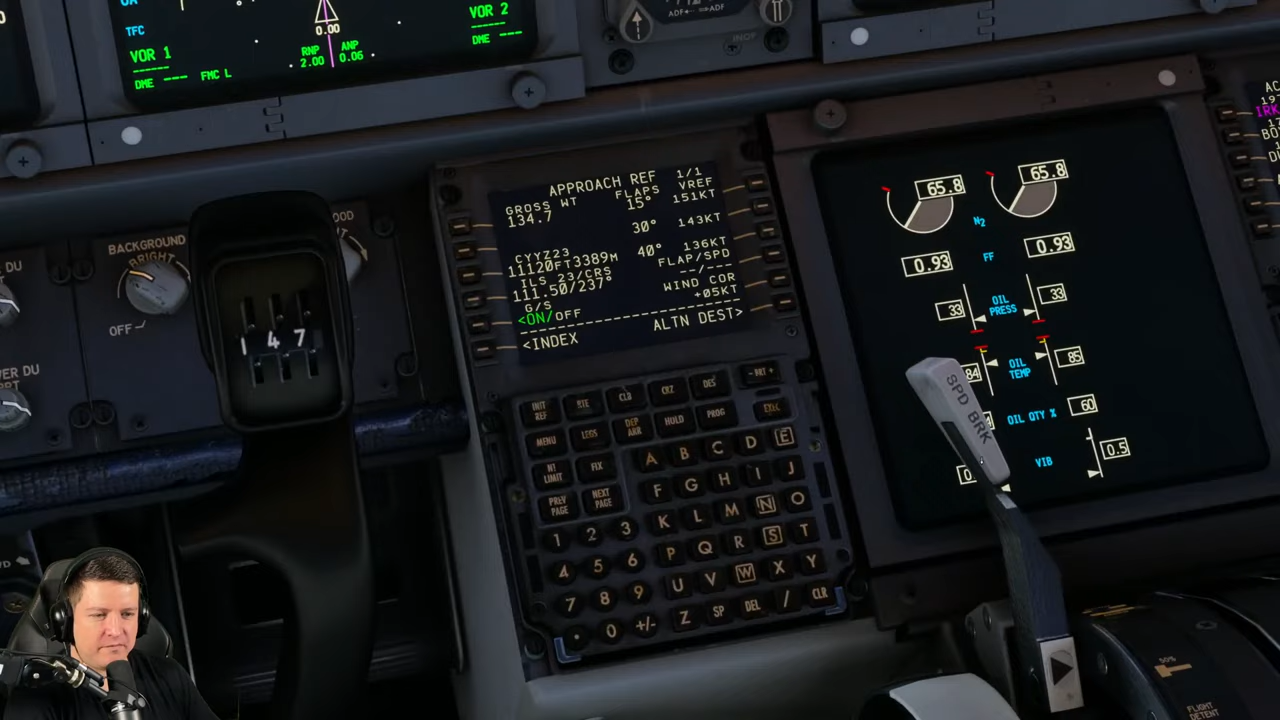 TFC
0.00
VOR 1
DME ---
FMC L
RNP ANP
2.00 0.06
VOR 2
DME ---
ADF ADF
BACKGROUND
BRIGHT
OFF
1 4 7
APPROACH REF 1/1
GROSS WT FLAPS VREF
134.7 15° 151KT
30° 143KT
CYYZ23
11120FT3389M 40° 136KT
ILS 23/CRS FLAP/SPD
111.50/237° --/---
G/S WIND COR
<ON/OFF +05KT
<INDEX ALTN DEST>
INIT REF
RTE
CLB
CRZ
DES
- BRT +
MENU
LEGS
DEP ARR
HOLD
PROG
EXEC
N1 LIMIT
FIX
A B C D E
PREV PAGE
NEXT PAGE
F G H I J
1 2 3 K L M N O
4 5 6 P Q R S T
7 8 9 U V W X Y
. 0 +/- Z SP DEL / CLR
65.8 65.8
N2
0.93 FF 0.93
33 OIL PRESS 33
84 OIL TEMP 85
OIL QTY % 60
VIB 0.5
SPD BRK
FLIGHT
DETENT